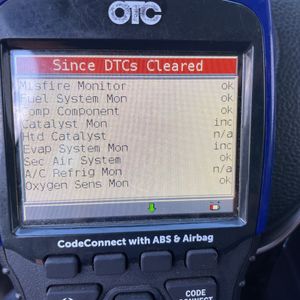 OTC
Since DTCs Cleared
Misfire Monitor ok
Fuel System Mon ok
Comp Component ok
Catalyst Mon inc
Htd Catalyst n/a
Evap System Mon inc
Sec Air System ok
A/C Refrig Mon n/a
Oxygen Sens Mon ok
CodeConnect with ABS & Airbag
CODE
CONNECT